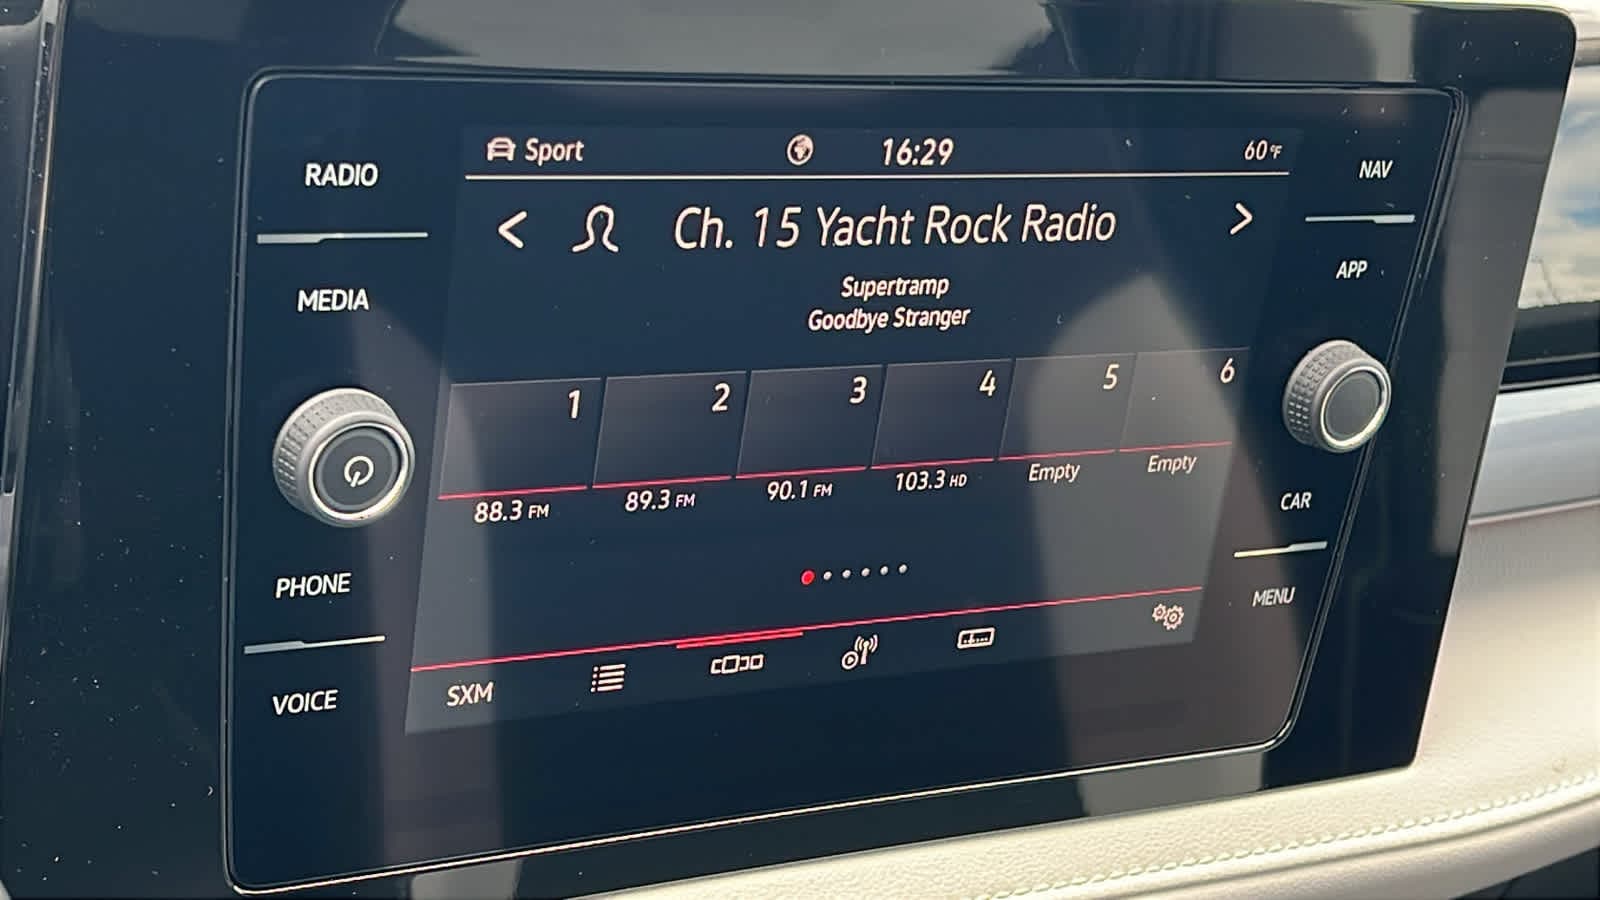 RADIO
MEDIA
PHONE
VOICE
Sport 16:29 60°F
Ch. 15 Yacht Rock Radio
Supertramp
Goodbye Stranger
1 2 3 4 5 6
88.3 FM 89.3 FM 90.1 FM 103.3 HD Empty Empty
SXM
NAV
APP
CAR
MENU